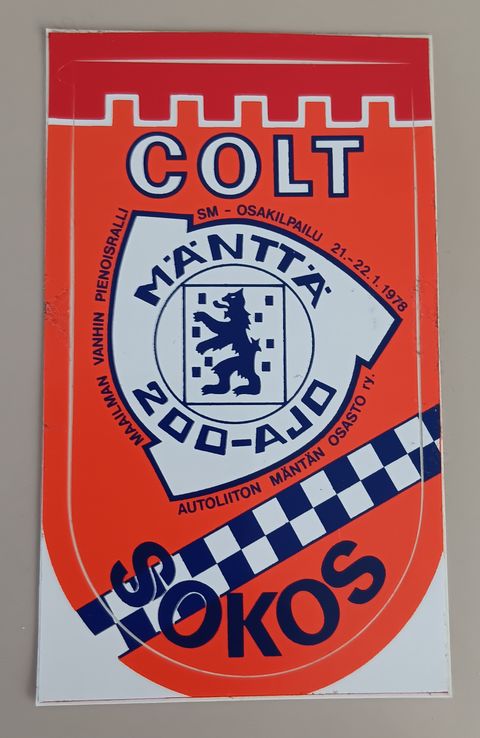 COLT
MAAILMAN VANHIN PIENOISRALLI
SM - OSAKILPAILU 21.-22.1.1978
MÄNTTÄ
200-AJO
AUTOLIITON MÄNTÄN OSASTO ry.
SOKOS